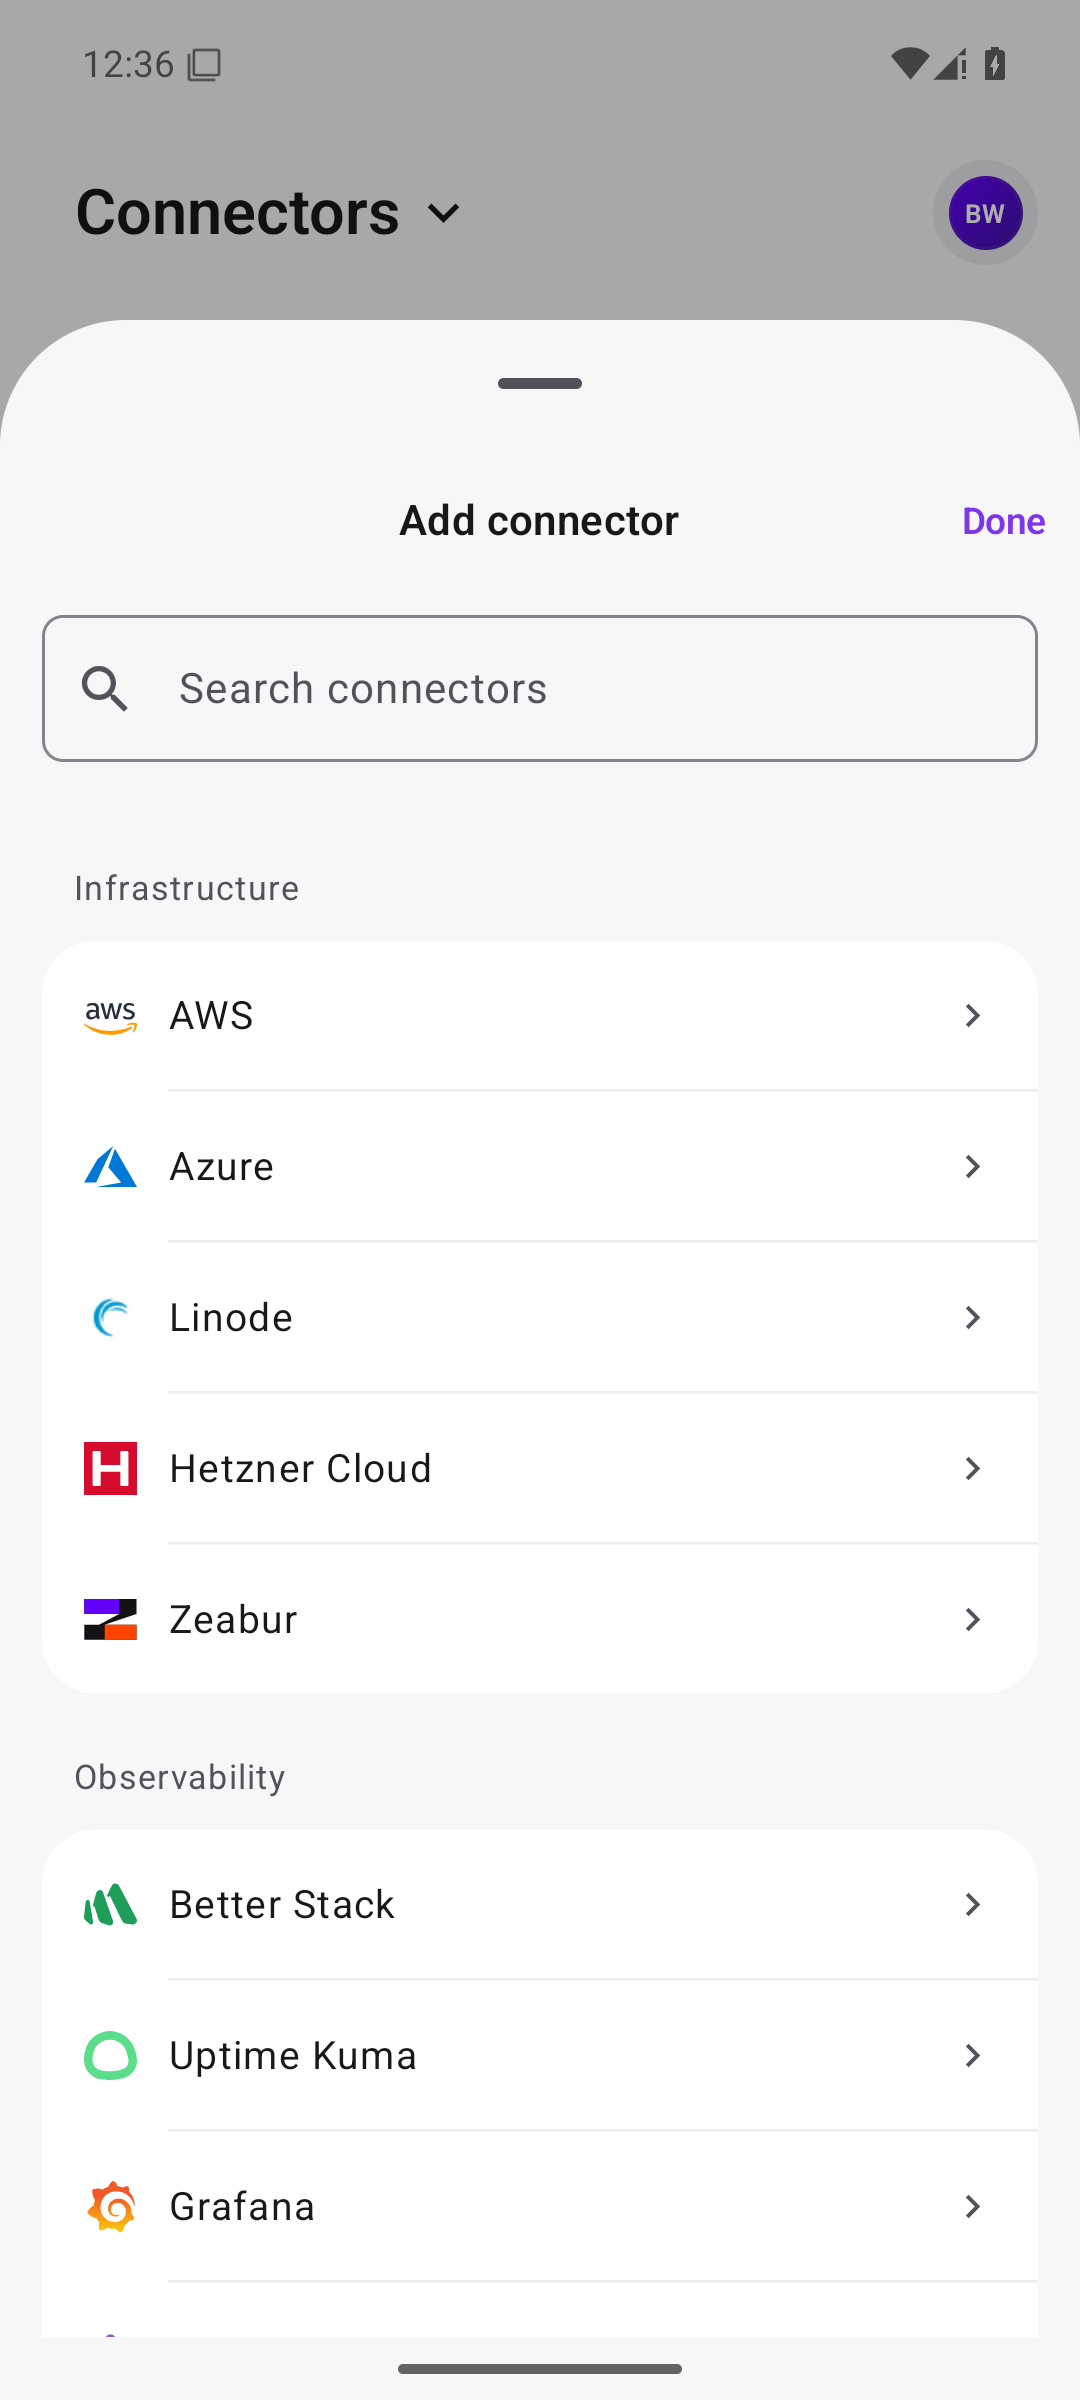 12:36
Connectors
BW
Add connector
Done
Search connectors
Infrastructure
aws AWS
Azure
Linode
H Hetzner Cloud
Zeabur
Observability
Better Stack
Uptime Kuma
Grafana